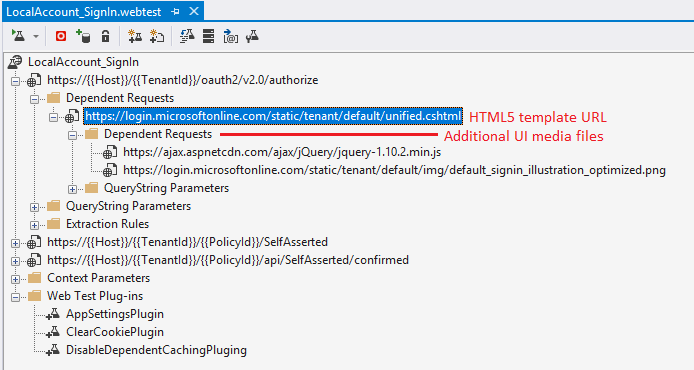 LocalAccount_SignIn.webtest
LocalAccount_SignIn
https://{{Host}}/{{TenantId}}/oauth2/v2.0/authorize
Dependent Requests
https://login.microsoftonline.com/static/tenant/default/unified.cshtml HTML5 template URL
Dependent Requests Additional UI media files
https://ajax.aspnetcdn.com/ajax/jQuery/jquery-1.10.2.min.js
https://login.microsoftonline.com/static/tenant/default/img/default_signin_illustration_optimized.png
QueryString Parameters
QueryString Parameters
Extraction Rules
https://{{Host}}/{{TenantId}}/{{PolicyId}}/SelfAsserted
https://{{Host}}/{{TenantId}}/{{PolicyId}}/api/SelfAsserted/confirmed
Context Parameters
Web Test Plug-ins
AppSettingsPlugin
ClearCookiePlugin
DisableDependentCachingPluging